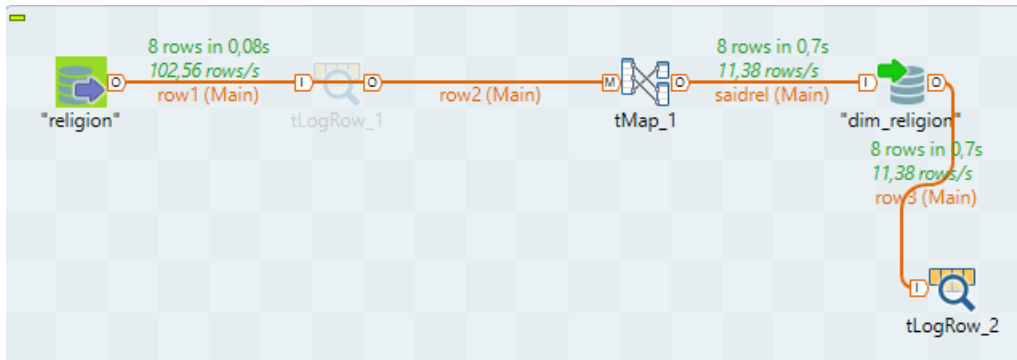 8 rows in 0,08s
102,56 rows/s
row1 (Main)
"religion"
tLogRow_1
row2 (Main)
tMap_1
8 rows in 0,7s
11,38 rows/s
saidrel (Main)
"dim_religion"
8 rows in 0,7s
11,38 rows/s
row3 (Main)
tLogRow_2
O
I
O
M
O
I
O
I